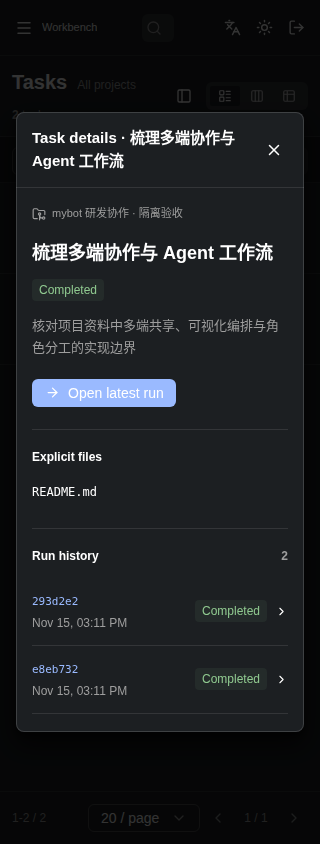 Workbench
Tasks All projects
Task details · 梳理多端协作与
Agent 工作流
mybot 研发协作 · 隔离验收
梳理多端协作与 Agent 工作流
Completed
核对项目资料中多端共享、可视化编排与角
色分工的实现边界
Open latest run
Explicit files
README.md
Run history 2
293d2e2
Nov 15, 03:11 PM Completed
e8eb732
Nov 15, 03:11 PM Completed
1-2 / 2 20 / page 1 / 1